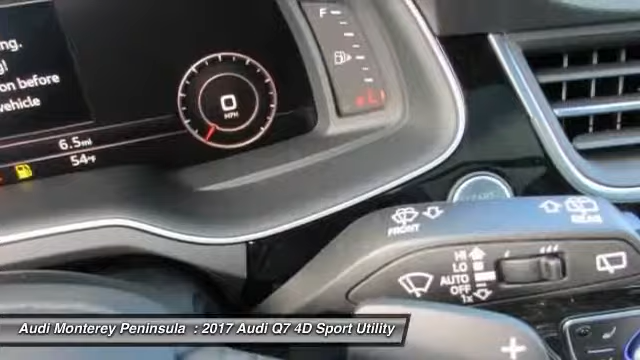 ng.
g!
on before
vehicle
F
0
MPH
6.5mi
54°F
FRONT
REAR
HI
LO
AUTO
OFF
1x
+
Audi Monterey Peninsula : 2017 Audi Q7 4D Sport Utility